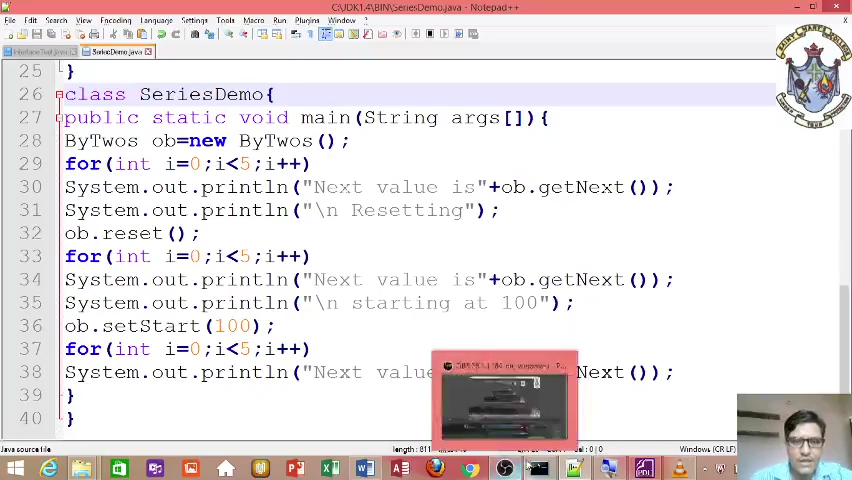 C:\JDK1.4\BIN\SeriesDemo.java - Notepad++
File Edit Search View Encoding Language Settings Tools Macro Run Plugins Window ?
InterfaceTest.java SeriesDemo.java
25 }
26 class SeriesDemo{
27 public static void main(String args[]){
28 ByTwos ob=new ByTwos();
29 for(int i=0;i<5;i++)
30 System.out.println("Next value is"+ob.getNext());
31 System.out.println("\n Resetting");
32 ob.reset();
33 for(int i=0;i<5;i++)
34 System.out.println("Next value is"+ob.getNext());
35 System.out.println("\n starting at 100");
36 ob.setStart(100);
37 for(int i=0;i<5;i++)
38 System.out.println("Next value Next());
39 }
40 }
Java source file
length : 811
Windows (CR LF)